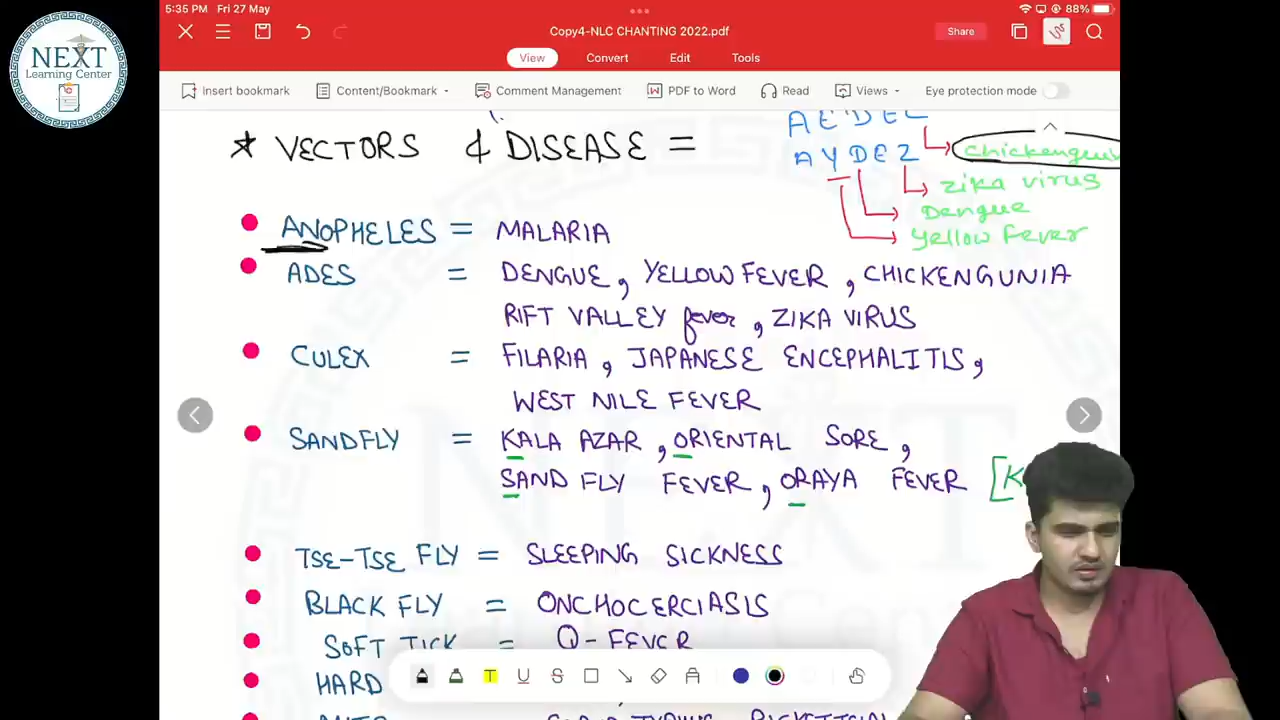 5:35 PM Fri 27 May
88%
NEXT
Learning Center
Copy4-NLC CHANTING 2022.pdf
Share
View Convert Edit Tools
Insert bookmark Content/Bookmark Comment Management PDF to Word Read Views Eye protection mode
* VECTORS & DISEASE =
AYDEZ
Zika virus
Dengue
Yellow Fever
ANOPHELES = MALARIA
ADES = DENGUE, YELLOW FEVER, CHICKENGUNIA
RIFT VALLEY fever, ZIKA VIRUS
CULEX = FILARIA, JAPANESE ENCEPHALITIS,
WEST NILE FEVER
SANDFLY = KALA AZAR, ORIENTAL SORE,
SAND FLY FEVER, ORAYA FEVER [K
TSE-TSE FLY = SLEEPING SICKNESS
BLACK FLY = ONCHOCERCIASIS
SOFT TICK = Q-FEVER
HARD